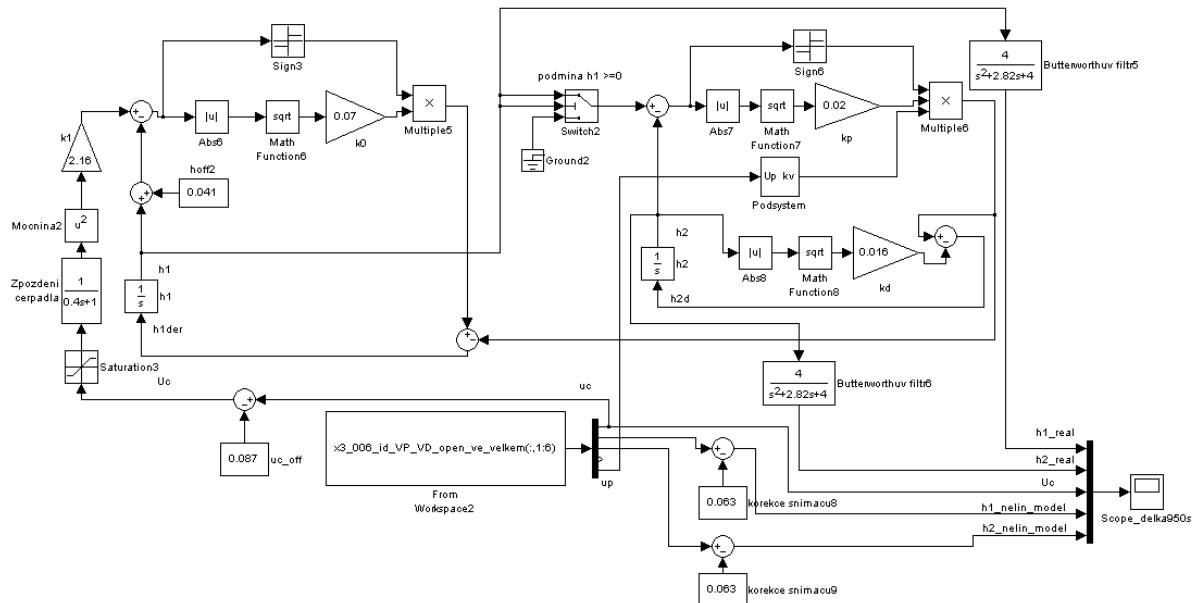 Sign3
k1
2.16
|u|
Abs6
sqrt
Math
Function6
0.07
k0
×
Multiple5
hoff2
0.041
Mocnina2
u²
Zpozdeni
cerpadla
1
0.4s+1
h1
1
s
h1
h1der
Saturation3
Uc
podmina h1 >=0
Switch2
Ground2
Sign6
|u|
Abs7
sqrt
Math
Function7
0.02
kp
×
Multiple6
Up kv
Podsystem
h2
1
s
h2
h2d
|u|
Abs8
sqrt
Math
Function8
0.016
kd
4
s²+2.82s+4
Butterworthuv filtr5
4
s²+2.82s+4
Butterworthuv filtr6
uc
0.087
uc_off
x3_006_id_VP_VD_open_ve_velkem(:,1:6)
From
Workspace2
up
0.063
korekce snimacu8
0.063
korekce snimacu9
h1_real
h2_real
Uc
h1_nelin_model
h2_nelin_model
Scope_delka950s